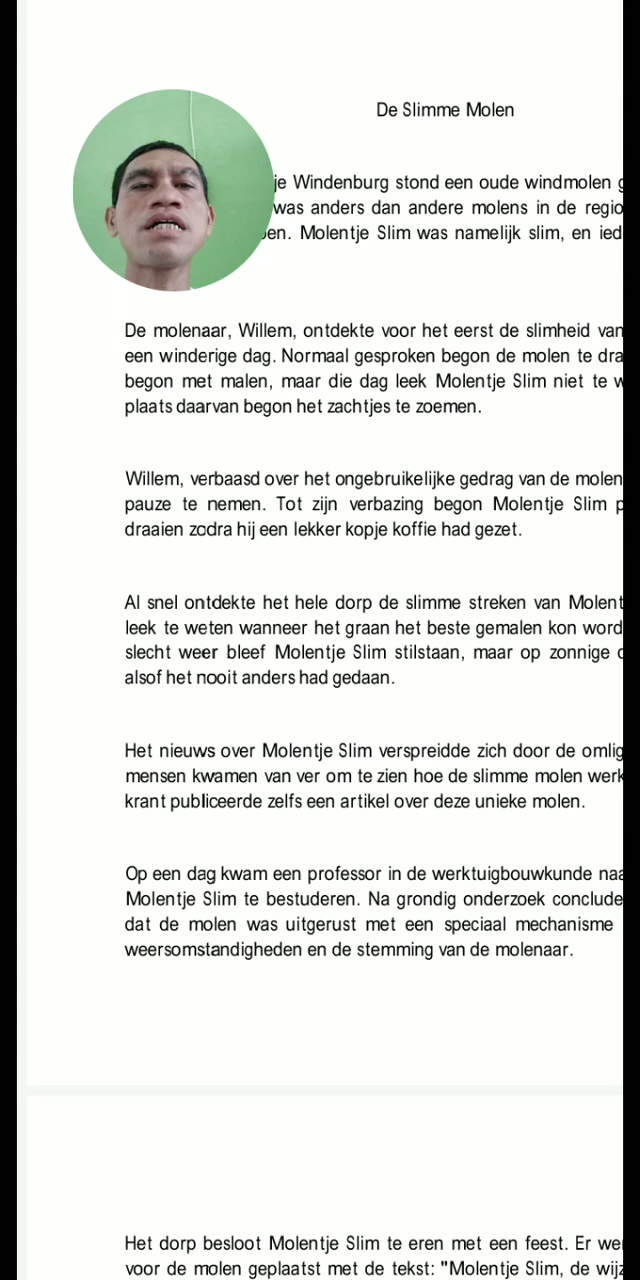 De Slimme Molen
je Windenburg stond een oude windmolen
was anders dan andere molens in de regio
Molentje Slim was namelijk slim, en
De molenaar, Willem, ontdekte voor het eerst de slimheid van
een winderige dag. Normaal gesproken begon de molen te
begon met malen, maar die dag leek Molentje Slim niet te
plaats daarvan begon het zachtjes te zoemen.
Willem, verbaasd over het ongebruikelijke gedrag van de molen
pauze te nemen. Tot zijn verbazing begon Molentje Slim
draaien zodra hij een lekker kopje koffie had gezet.
Al snel ontdekte het hele dorp de slimme streken van Molent
leek te weten wanneer het graan het beste gemalen kon word
slecht weer bleef Molentje Slim stilstaan, maar op zonnige
alsof het nooit anders had gedaan.
Het nieuws over Molentje Slim verspreidde zich door de omlig
mensen kwamen van ver om te zien hoe de slimme molen werk
krant publiceerde zelfs een artikel over deze unieke molen.
Op een dag kwam een professor in de werktuigbouwkunde naa
Molentje Slim te bestuderen. Na grondig onderzoek conclude
dat de molen was uitgerust met een speciaal mechanisme
weersomstandigheden en de stemming van de molenaar.
Het dorp besloot Molentje Slim te eren met een feest. Er we
voor de molen geplaatst met de tekst: "Molentje Slim, de wijz